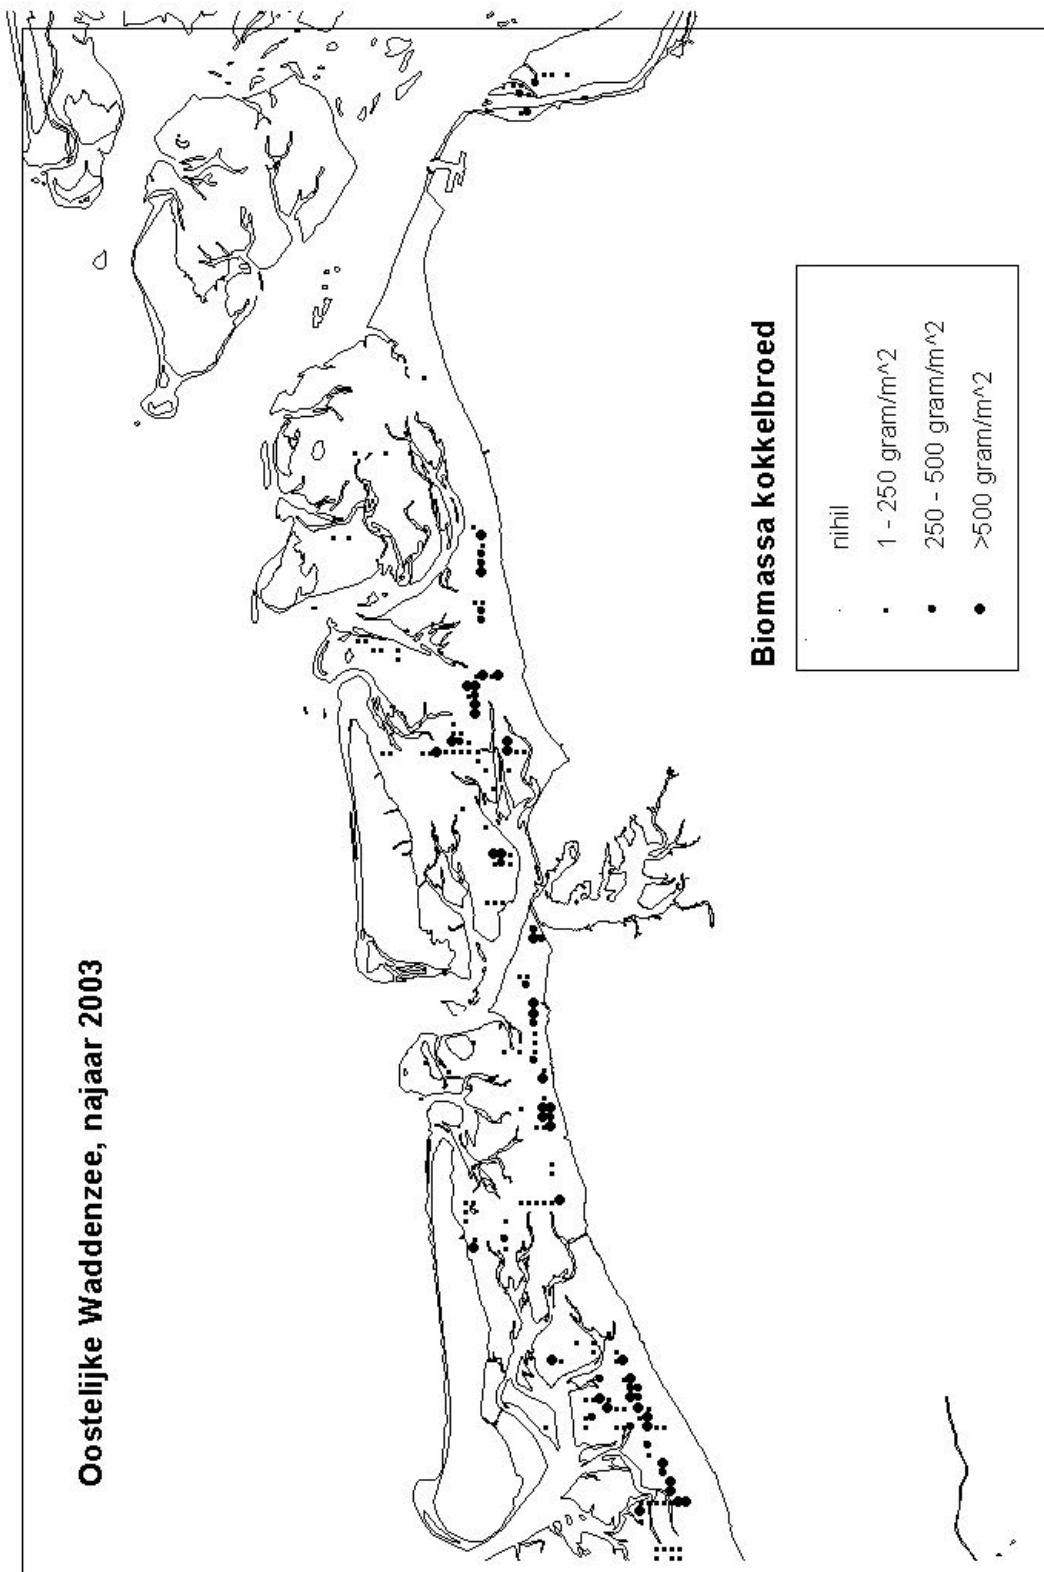 Oostelijke Waddenzee, najaar 2003
Biomassa kokkelbroed
nihil
1 - 250 gram/m^2
250 - 500 gram/m^2
>500 gram/m^2